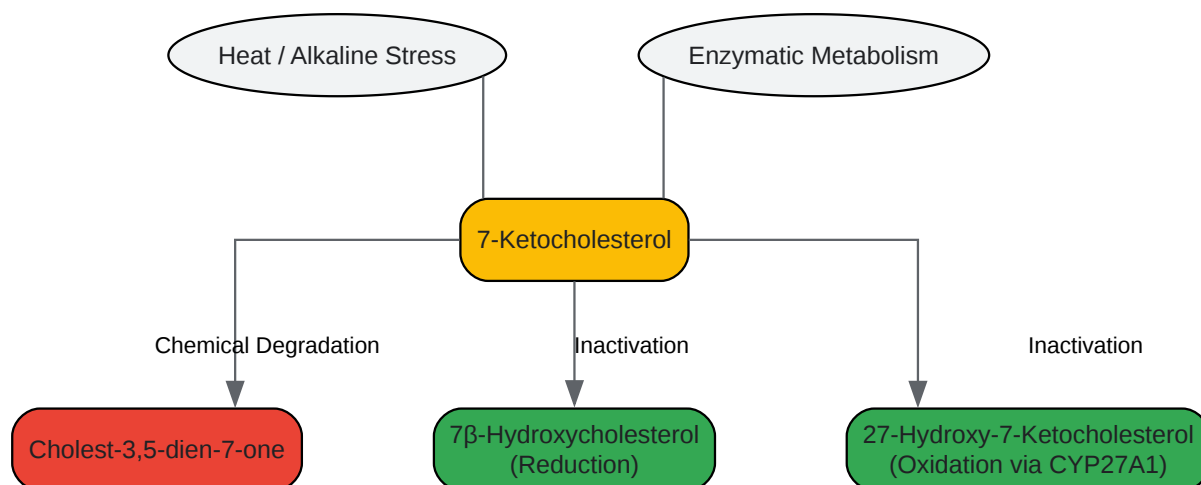 Heat / Alkaline Stress
Enzymatic Metabolism
7-Ketocholesterol
Chemical Degradation
Inactivation
Inactivation
Cholest-3,5-dien-7-one
7β-Hydroxycholesterol
(Reduction)
27-Hydroxy-7-Ketocholesterol
(Oxidation via CYP27A1)